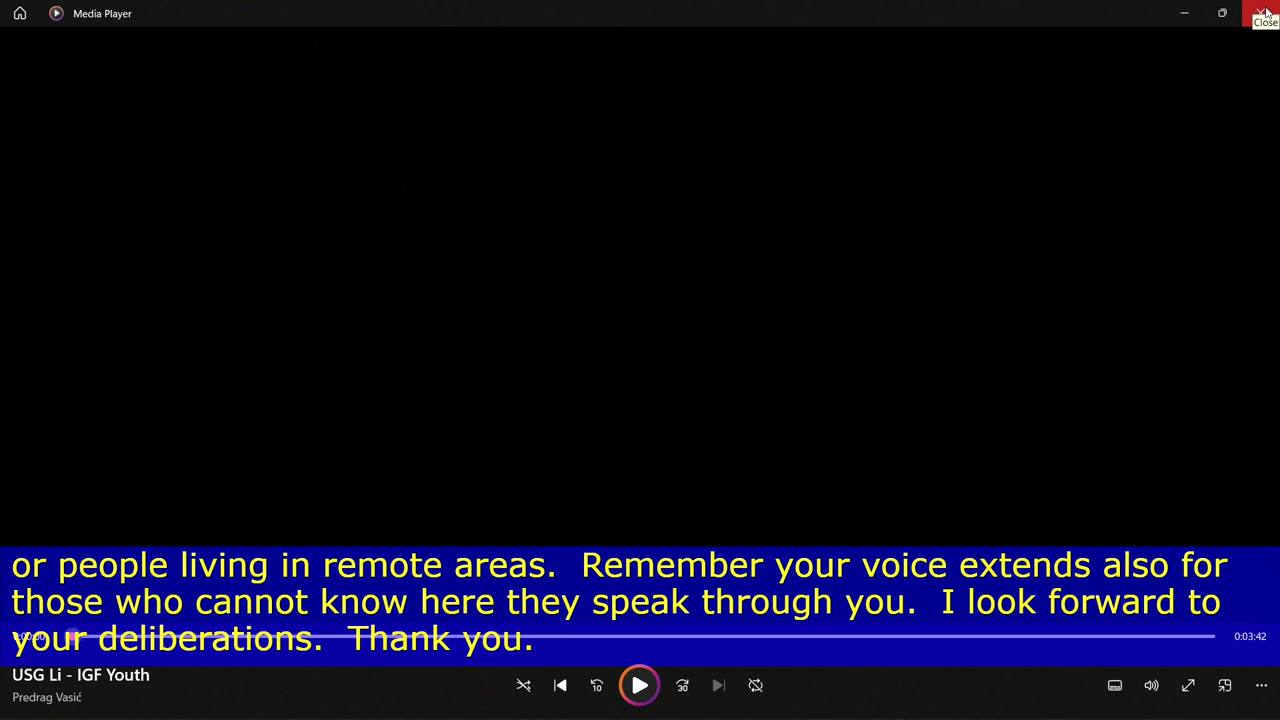 Media Player
Close
or people living in remote areas.  Remember your voice extends also for
those who cannot know here they speak through you.  I look forward to
your deliberations.  Thank you.
0:03:42
USG Li - IGF Youth
10
30
Predrag Vasić